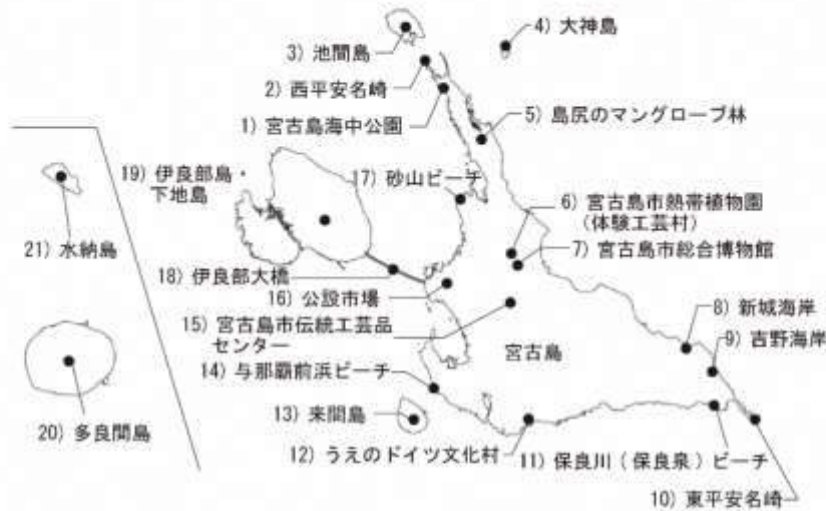 3) 池間島
4) 大神島
2) 西平安名崎
1) 宮古島海中公園
5) 島尻のマングローブ林
19) 伊良部島・
下地島
17) 砂山ビーチ
6) 宮古島市熱帯植物園
(体験工芸村)
21) 水納島
7) 宮古島市総合博物館
18) 伊良部大橋
16) 公設市場
8) 新城海岸
15) 宮古島市伝統工芸品
センター
宮古島
9) 吉野海岸
14) 与那覇前浜ビーチ
20) 多良間島
13) 来間島
12) うえのドイツ文化村
11) 保良川(保良泉)ビーチ
10) 東平安名崎